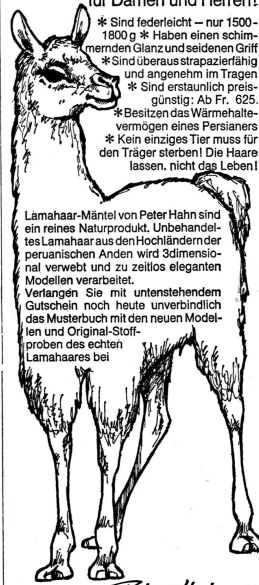 für Damen und Herren!
* Sind federleicht – nur 1500-
1800 g * Haben einen schim-
mernden Glanz und seidenen Griff
* Sind überaus strapazierfähig
und angenehm im Tragen
* Sind erstaunlich preis-
günstig: Ab Fr. 625.
* Besitzen das Wärmehalte-
vermögen eines Persianers
* Kein einziges Tier muss für
den Träger sterben! Die Haare
lassen, nicht das Leben!
Lamahaar-Mäntel von Peter Hahn sind
ein reines Naturprodukt. Unbehandel-
tes Lamahaar aus den Hochländern der
peruanischen Anden wird 3dimensio-
nal verwebt und zu zeitlos eleganten
Modellen verarbeitet.
Verlangen Sie mit untenstehendem
Gutschein noch heute unverbindlich
das Musterbuch mit den neuen Model-
len und Original-Stoff-
proben des echten
Lamahaares bei